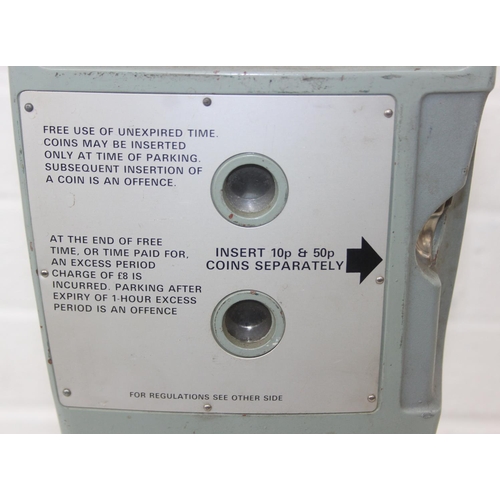 FREE USE OF UNEXPIRED TIME.
COINS MAY BE INSERTED
ONLY AT TIME OF PARKING.
SUBSEQUENT INSERTION OF
A COIN IS AN OFFENCE.
AT THE END OF FREE
TIME, OR TIME PAID FOR,
AN EXCESS PERIOD
CHARGE OF £8 IS
INCURRED. PARKING AFTER
EXPIRY OF 1-HOUR EXCESS
PERIOD IS AN OFFENCE
INSERT 10p & 50p
COINS SEPARATELY
FOR REGULATIONS SEE OTHER SIDE